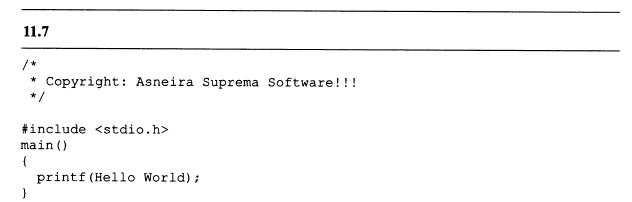 11.7
/*
 * Copyright: Asneira Suprema Software!!!
 */
#include <stdio.h>
main()
{
  printf(Hello World);
}